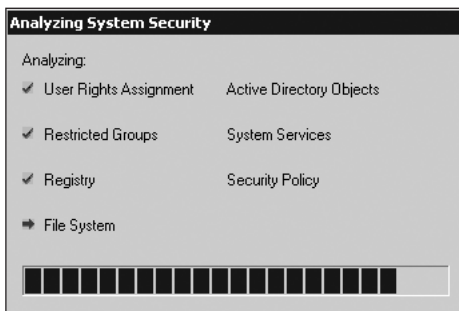 Analyzing System Security
Analyzing:
User Rights Assignment Active Directory Objects
Restricted Groups System Services
Registry Security Policy
File System